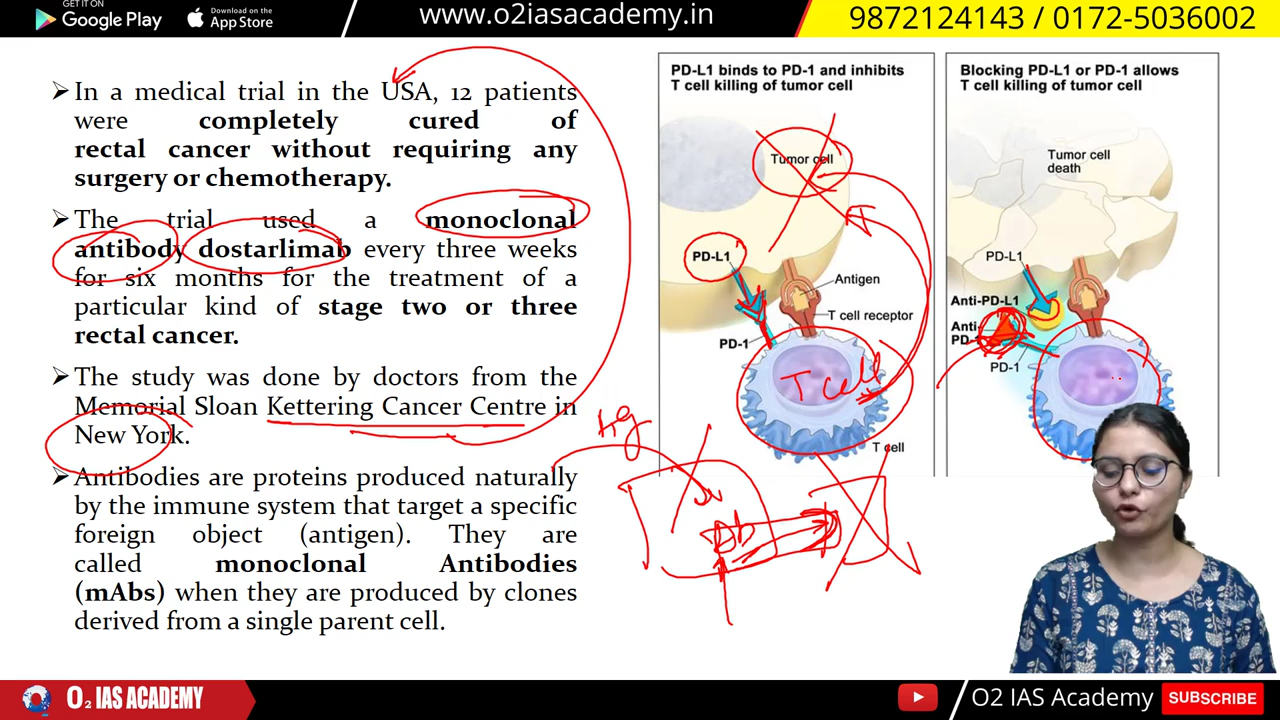 GET IT ON
Google Play
Download on the
App Store
www.o2iasacademy.in
9872124143 / 0172-5036002
➢ In a medical trial in the USA, 12 patients
were completely cured of
rectal cancer without requiring any
surgery or chemotherapy.
➢ The trial used a monoclonal
antibody dostarlimab every three weeks
for six months for the treatment of a
particular kind of stage two or three
rectal cancer.
➢ The study was done by doctors from the
Memorial Sloan Kettering Cancer Centre in
New York.
➢ Antibodies are proteins produced naturally
by the immune system that target a specific
foreign object (antigen). They are
called monoclonal Antibodies
(mAbs) when they are produced by clones
derived from a single parent cell.
PD-L1 binds to PD-1 and inhibits
T cell killing of tumor cell
Tumor cell
PD-L1
Antigen
T cell receptor
PD-1
T cell
T cell
Ag
Ab
Blocking PD-L1 or PD-1 allows
T cell killing of tumor cell
Tumor cell
death
PD-L1
Anti-PD-L1
Anti-
PD-1
O2 IAS ACADEMY
O2 IAS Academy
SUBSCRIBE